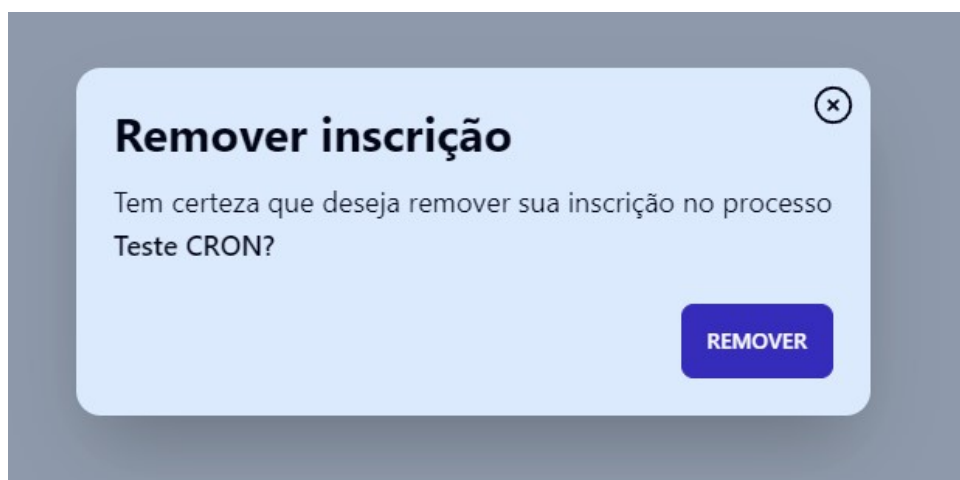 Remover inscrição
Tem certeza que deseja remover sua inscrição no processo
Teste CRON?
REMOVER